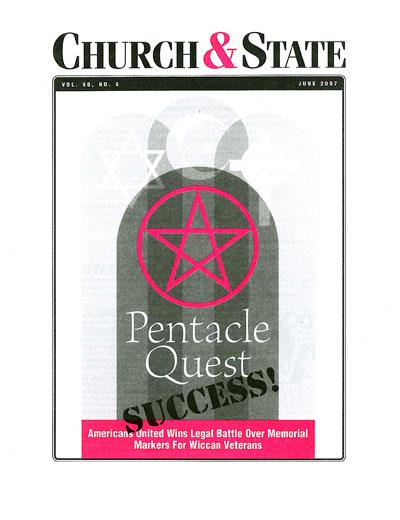 CHURCH & STATE
VOL. 60, NO. 6 JUNE 2007
Pentacle
Quest
SUCCESS!
Americans United Wins Legal Battle Over Memorial
Markers For Wiccan Veterans